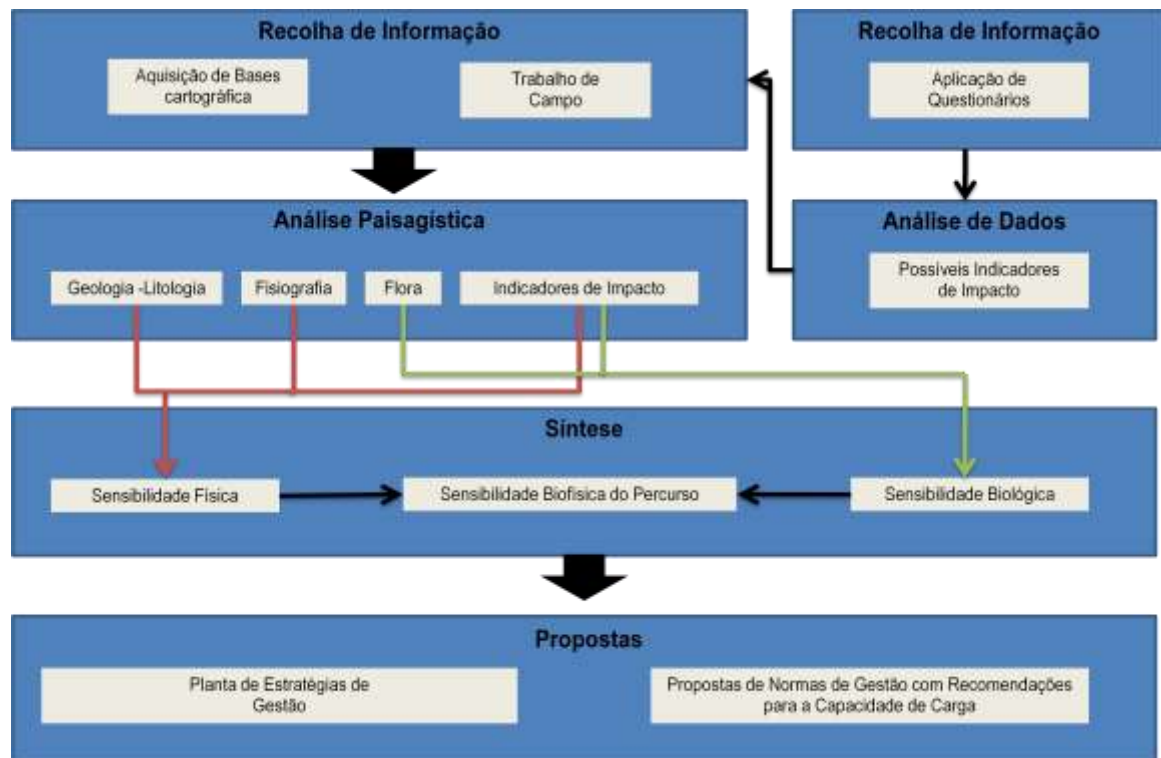 Recolha de Informação
Aquisição de Bases
cartográfica
Trabalho de
Campo
Recolha de Informação
Aplicação de
Questionários
Análise Paisagística
Geologia -Litologia
Fisiografia
Flora
Indicadores de Impacto
Análise de Dados
Possíveis Indicadores
de Impacto
Síntese
Sensibilidade Física
Sensibilidade Biofísica do Percurso
Sensibilidade Biológica
Propostas
Planta de Estratégias de
Gestão
Propostas de Normas de Gestão com Recomendações
para a Capacidade de Carga